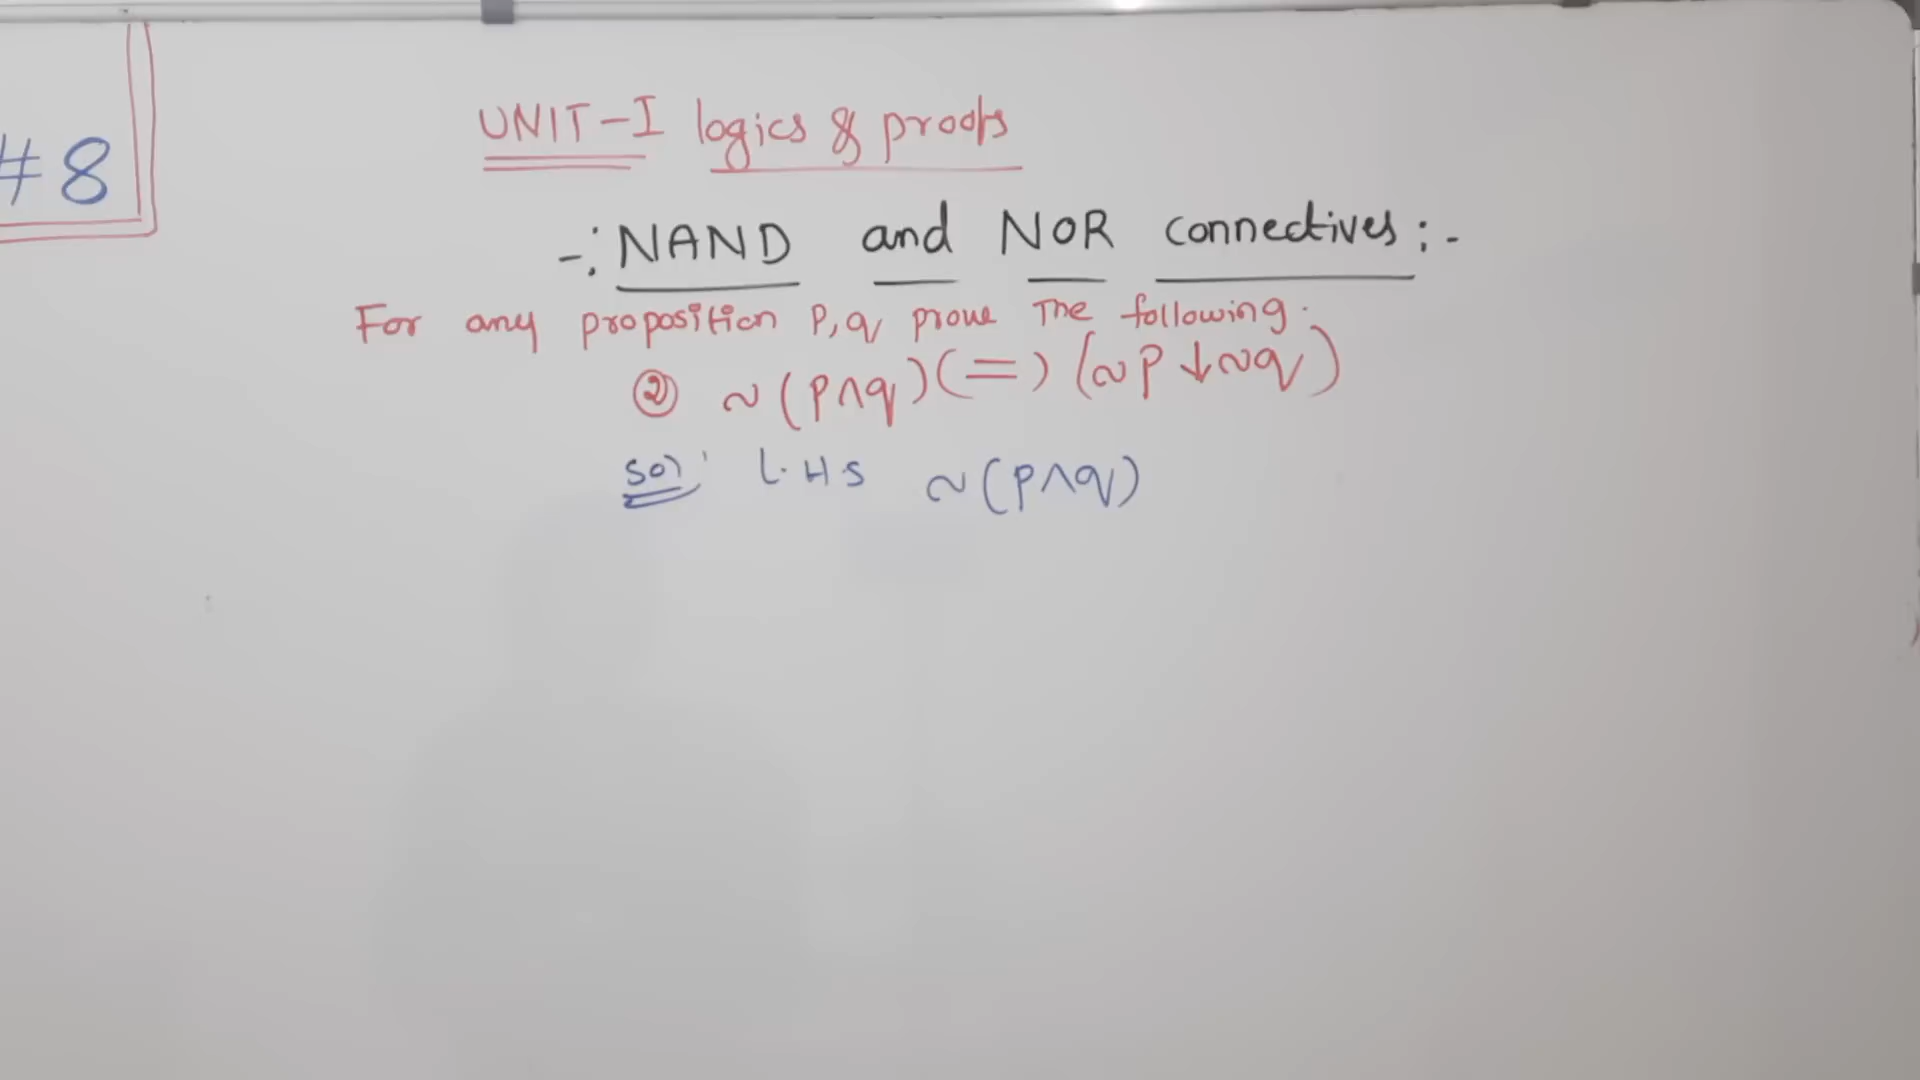 #8
UNIT-I logics & proofs
-: NAND and NOR connectives :-
For any proposition P, q prove The following.
② ~(P∧q) (=) (~P ↓ ~q)
Sol: L.H.S ~(P∧q)